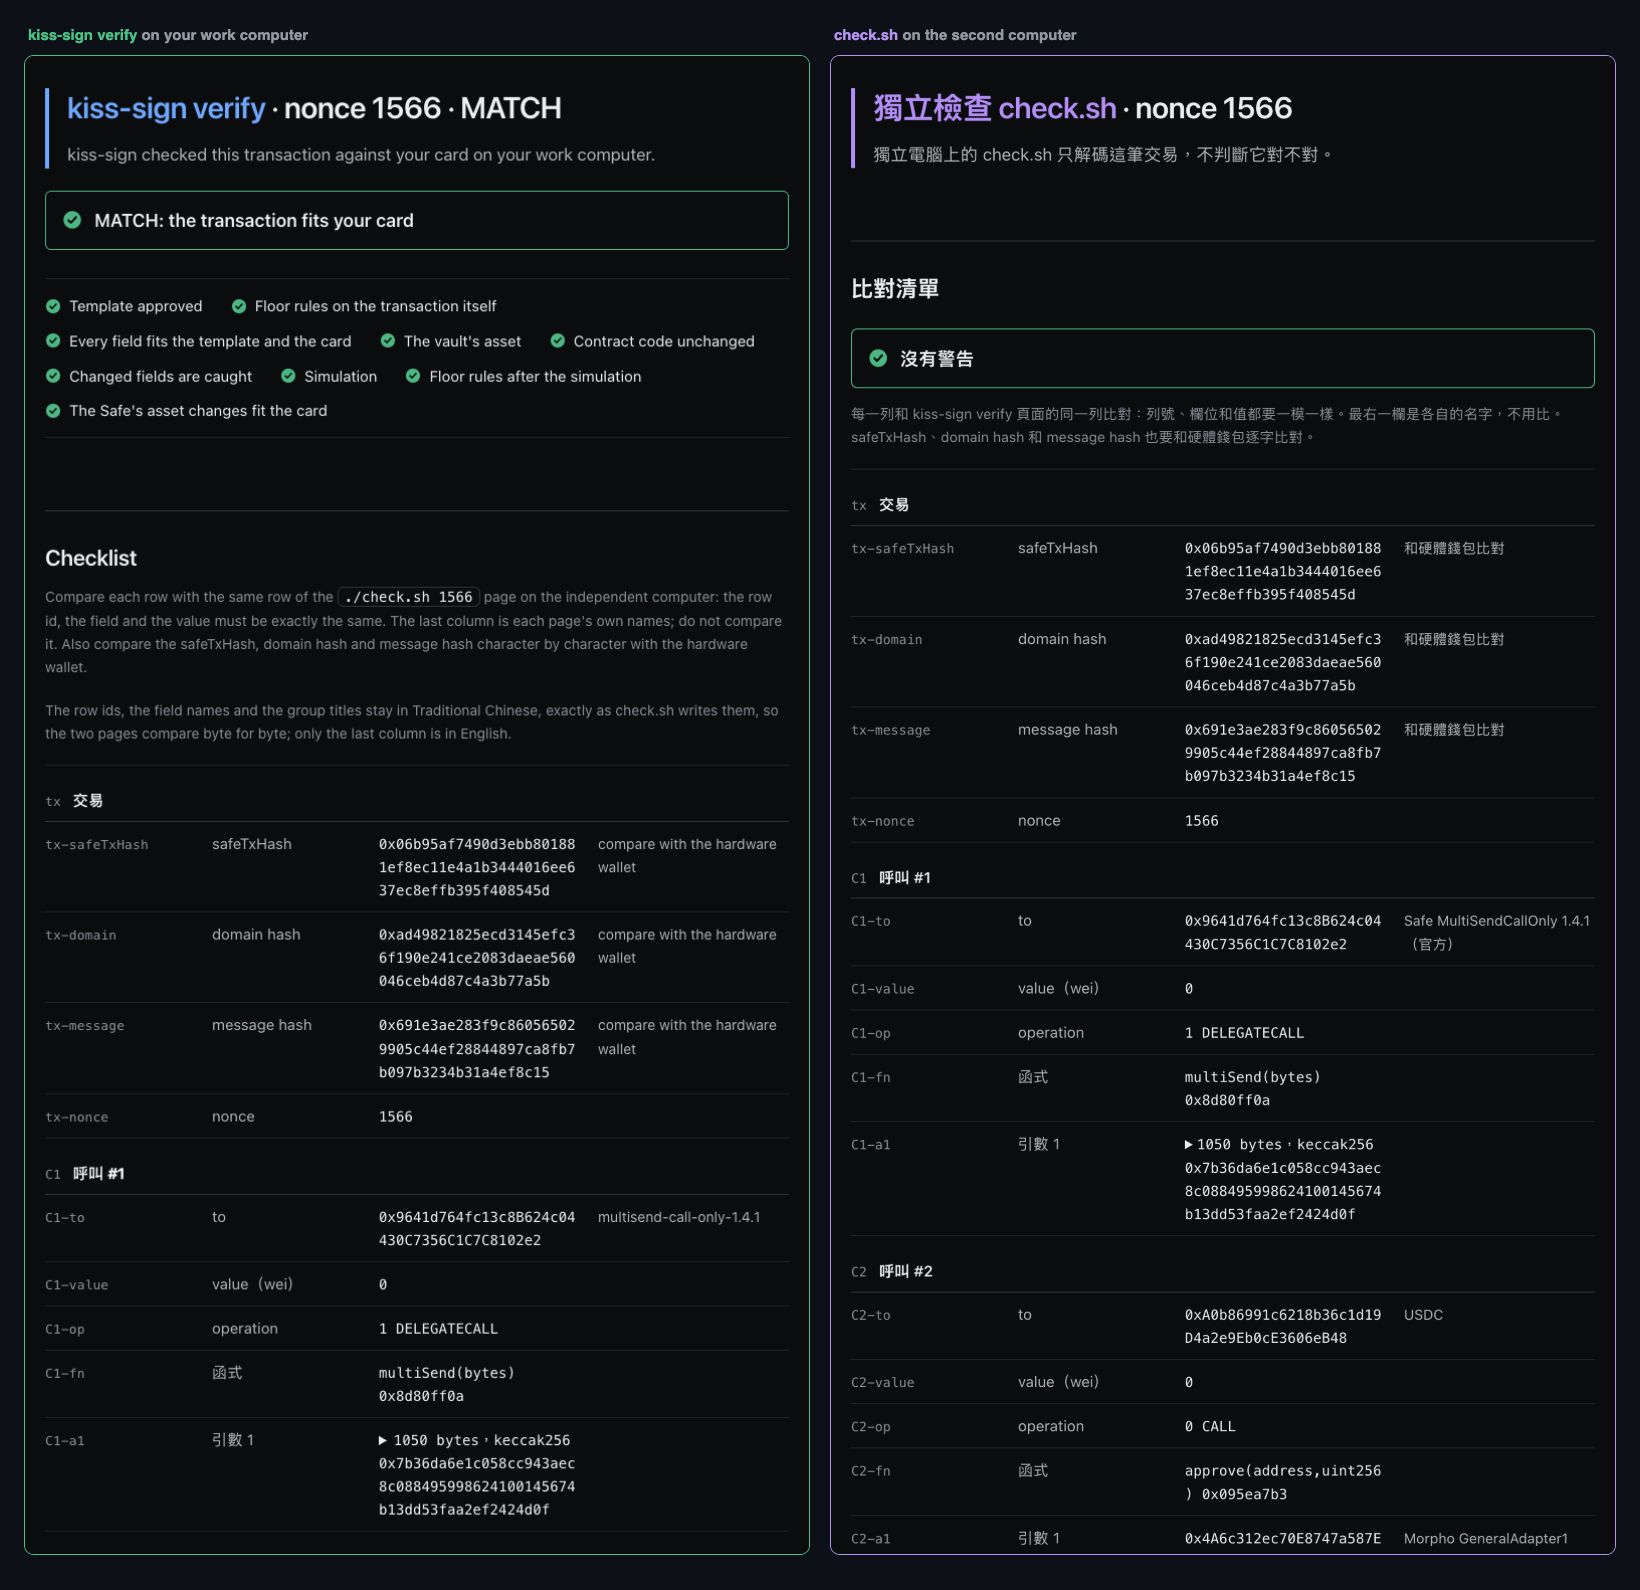 kiss-sign verify on your work computer
kiss-sign verify · nonce 1566 · MATCH
kiss-sign checked this transaction against your card on your work computer.
MATCH: the transaction fits your card
Template approved
Floor rules on the transaction itself
Every field fits the template and the card
The vault's asset
Contract code unchanged
Changed fields are caught
Simulation
Floor rules after the simulation
The Safe's asset changes fit the card
Checklist
Compare each row with the same row of the ./check.sh 1566 page on the independent computer: the row
id, the field and the value must be exactly the same. The last column is each page's own names; do not compare
it. Also compare the safeTxHash, domain hash and message hash character by character with the hardware
wallet.
The row ids, the field names and the group titles stay in Traditional Chinese, exactly as check.sh writes them, so
the two pages compare byte for byte; only the last column is in English.
tx 交易
tx-safeTxHash safeTxHash 0x06b95af7490d3ebb80188 compare with the hardware
1ef8ec11e4a1b3444016ee6 wallet
37ec8effb395f408545d
tx-domain domain hash 0xad49821825ecd3145efc3 compare with the hardware
6f190e241ce2083daeae560 wallet
046ceb4d87c4a3b77a5b
tx-message message hash 0x691e3ae283f9c86056502 compare with the hardware
9905c44ef28844897ca8fb7 wallet
b097b3234b31a4ef8c15
tx-nonce nonce 1566
C1 呼叫 #1
C1-to to 0x9641d764fc13c8B624c04 multisend-call-only-1.4.1
430C7356C1C7C8102e2
C1-value value（wei） 0
C1-op operation 1 DELEGATECALL
C1-fn 函式 multiSend(bytes)
0x8d80ff0a
C1-a1 引數 1 ▶ 1050 bytes，keccak256
0x7b36da6e1c058cc943aec
8c088495998624100145674
b13dd53faa2ef2424d0f
check.sh on the second computer
獨立檢查 check.sh · nonce 1566
獨立電腦上的 check.sh 只解碼這筆交易，不判斷它對不對。
比對清單
沒有警告
每一列和 kiss-sign verify 頁面的同一列比對：列號、欄位和值都要一模一樣。最右一欄是各自的名字，不用比。
safeTxHash、domain hash 和 message hash 也要和硬體錢包逐字比對。
tx 交易
tx-safeTxHash safeTxHash 0x06b95af7490d3ebb80188 和硬體錢包比對
1ef8ec11e4a1b3444016ee6
37ec8effb395f408545d
tx-domain domain hash 0xad49821825ecd3145efc3 和硬體錢包比對
6f190e241ce2083daeae560
046ceb4d87c4a3b77a5b
tx-message message hash 0x691e3ae283f9c86056502 和硬體錢包比對
9905c44ef28844897ca8fb7
b097b3234b31a4ef8c15
tx-nonce nonce 1566
C1 呼叫 #1
C1-to to 0x9641d764fc13c8B624c04 Safe MultiSendCallOnly 1.4.1
430C7356C1C7C8102e2 （官方）
C1-value value（wei） 0
C1-op operation 1 DELEGATECALL
C1-fn 函式 multiSend(bytes)
0x8d80ff0a
C1-a1 引數 1 ▶ 1050 bytes，keccak256
0x7b36da6e1c058cc943aec
8c088495998624100145674
b13dd53faa2ef2424d0f
C2 呼叫 #2
C2-to to 0xA0b86991c6218b36c1d19 USDC
D4a2e9Eb0cE3606eB48
C2-value value（wei） 0
C2-op operation 0 CALL
C2-fn 函式 approve(address,uint256
) 0x095ea7b3
C2-a1 引數 1 0x4A6c312ec70E8747a587E Morpho GeneralAdapter1